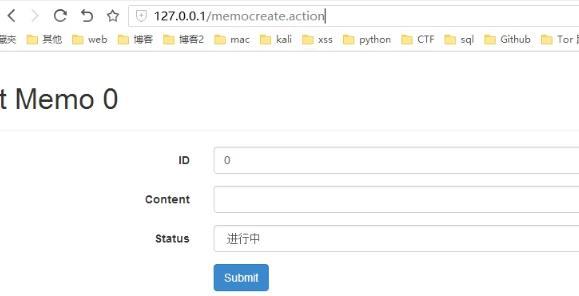 127.0.0.1/memocreate.action
藏夹 其他 web 博客 博客2 mac kali xss python CTF sql Github Tor
t Memo 0
ID 0
Content
Status 进行中
Submit